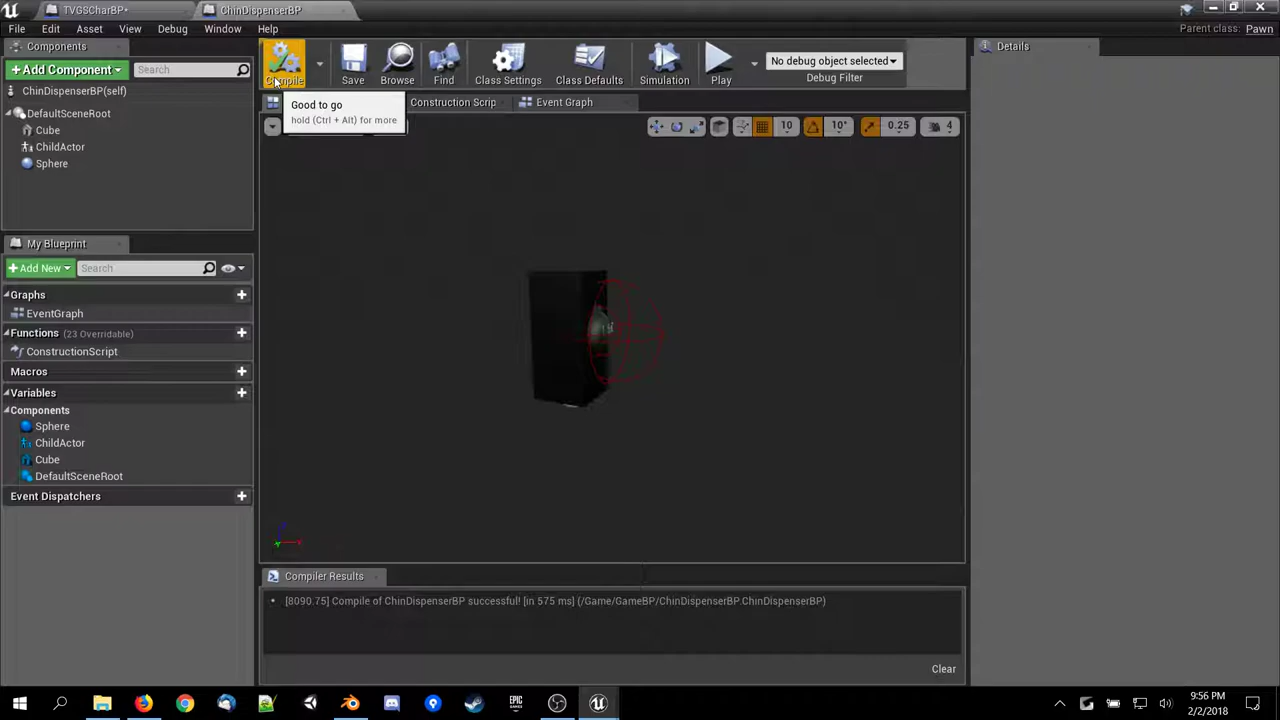 TVGSCharBP*
ChinDispenserBP
File Edit Asset View Debug Window Help
Parent class: Pawn
Components
+ Add Component
Search
ChinDispenserBP(self)
DefaultSceneRoot
Cube
ChildActor
Sphere
Compile
Save
Browse
Find
Class Settings
Class Defaults
Simulation
Play
No debug object selected
Debug Filter
Details
Good to go
hold (Ctrl + Alt) for more
Construction Scrip
Event Graph
10
10°
0.25
4
My Blueprint
+ Add New
Search
Graphs
EventGraph
Functions (23 Overridable)
ConstructionScript
Macros
Variables
Components
Sphere
ChildActor
Cube
DefaultSceneRoot
Event Dispatchers
Compiler Results
[8090.75] Compile of ChinDispenserBP successful! [in 575 ms] (/Game/GameBP/ChinDispenserBP.ChinDispenserBP)
Clear
9:56 PM
2/2/2018